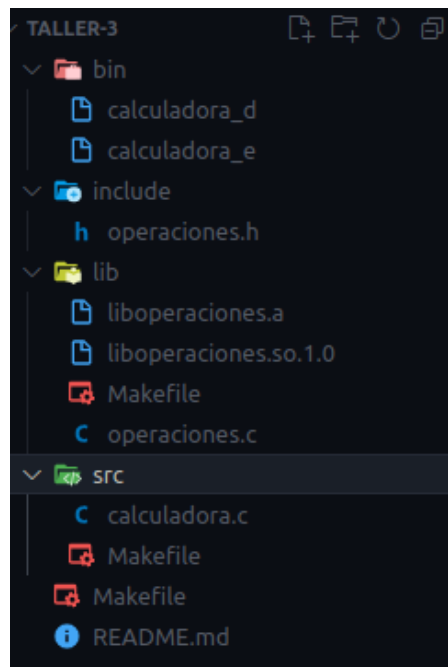 TALLER-3
bin
calculadora_d
calculadora_e
include
h operaciones.h
lib
liboperaciones.a
liboperaciones.so.1.0
Makefile
C operaciones.c
src
C calculadora.c
Makefile
Makefile
README.md